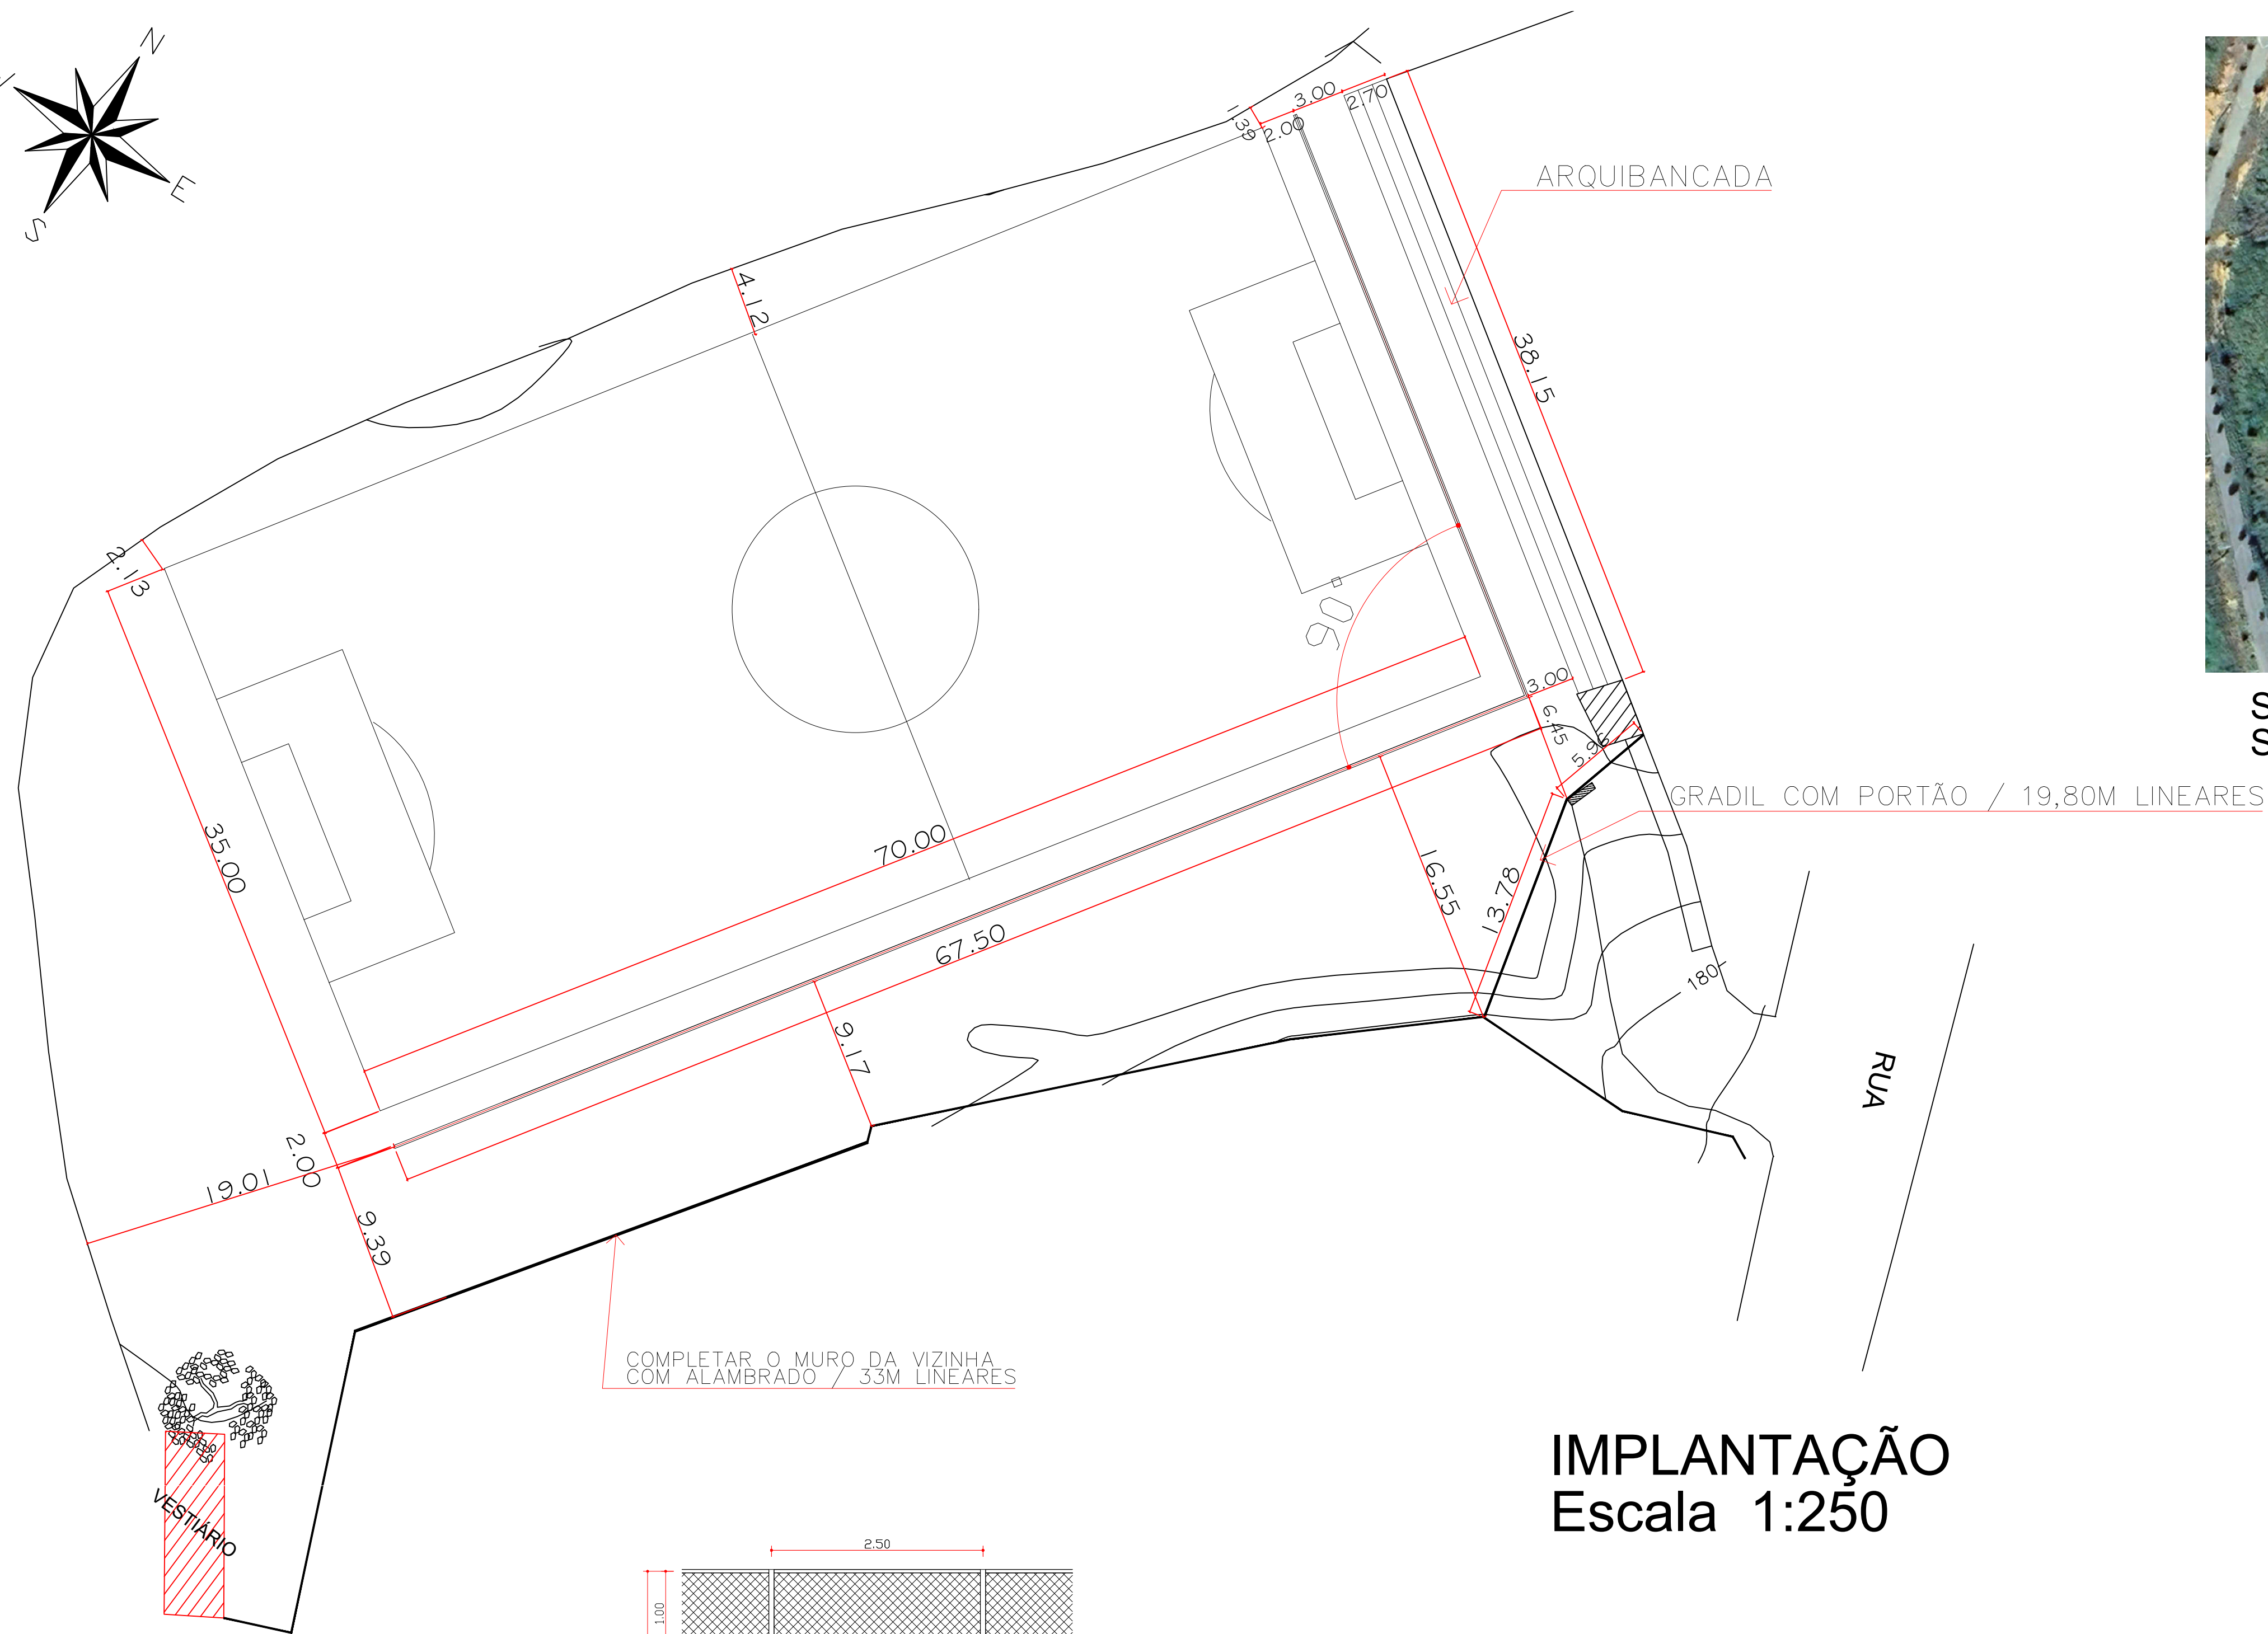 N
E
S
1.39
3.00
2.00
2.70
ARQUIBANCADA
4.12
38.15
2.13
90°
3.00
6.45
5.96
GRADIL COM PORTÃO / 19,80M LINEARES
35.00
70.00
16.55
13.78
67.50
180
9.17
RUA
2.00
19.01
9.39
COMPLETAR O MURO DA VIZINHA
COM ALAMBRADO / 33M LINEARES
VESTIÁRIO
IMPLANTAÇÃO
Escala 1:250
2.50
1.00
S
S